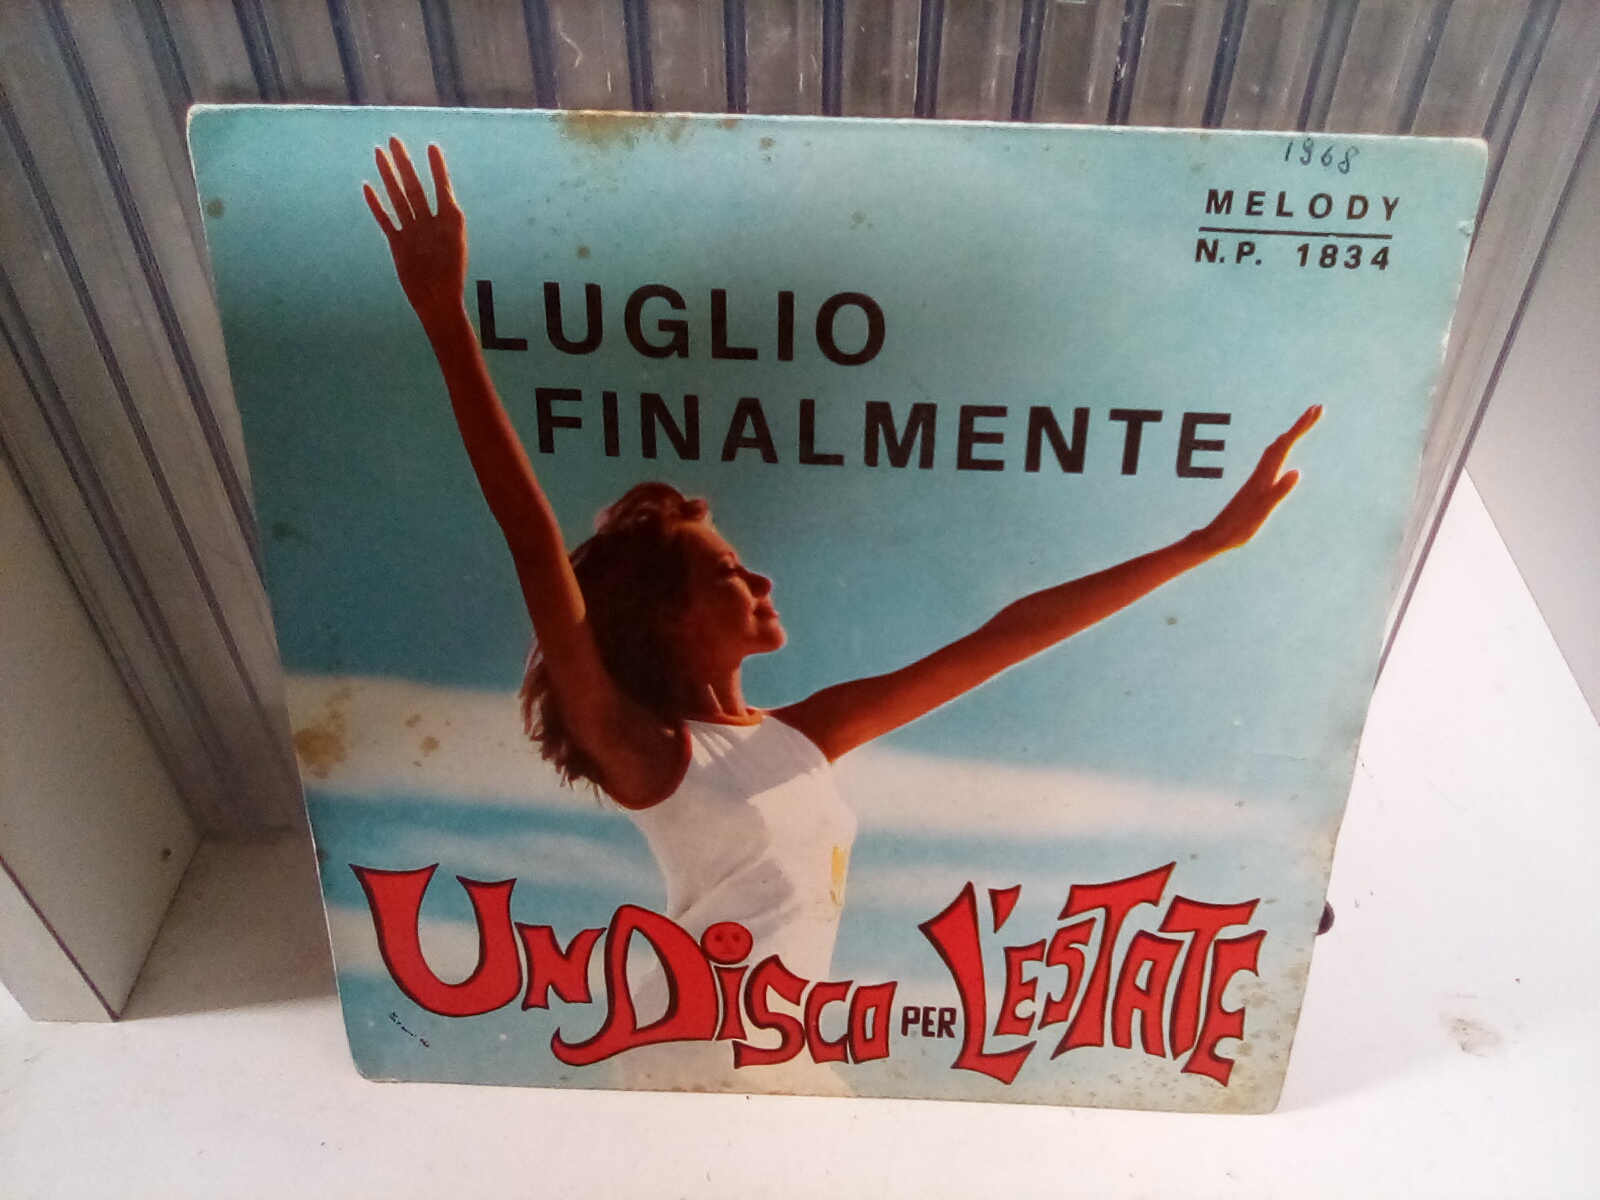 1968
MELODY
N.P. 1834
LUGLIO
FINALMENTE
UN DISCO PER L'ESTATE